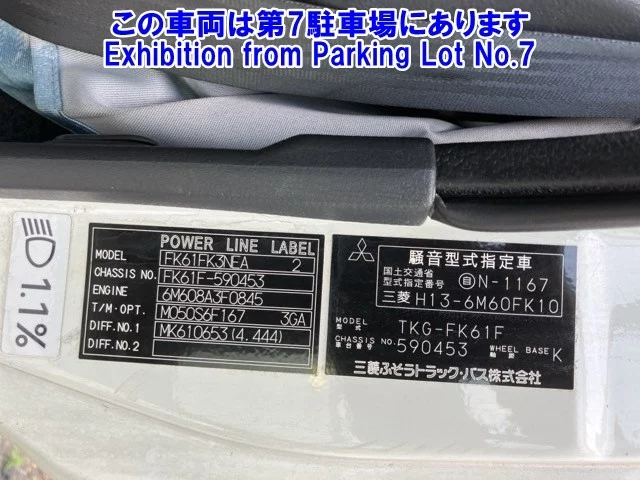 この車両は第7駐車場にあります
Exhibition from Parking Lot No.7
POWER LINE LABEL
MODEL FK61FK3NFA 2
CHASSIS NO. FK61F-590453
ENGINE 6M608A3F0845
T/M・OPT. M050S6F167 3GA
DIFF.NO.1 MK610653(4.444)
DIFF.NO.2
騒音型式指定車
国土交通省
型式指定番号 自N-1167
三菱 H13-6M60FK10
MODEL
型式 TKG-FK61F
CHASSIS NO.
車台番号 590453 WHEEL BASE
軸距 K
三菱ふそうトラック・バス株式会社
1.1%